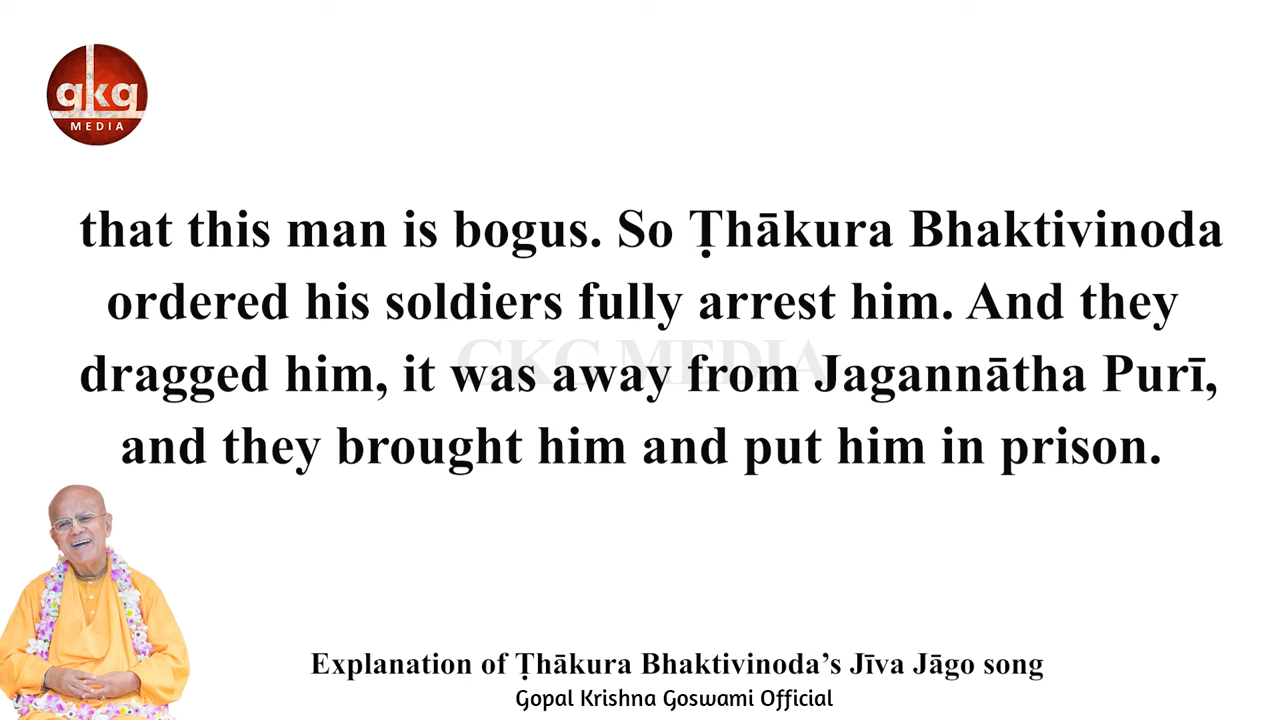 gkg
MEDIA
that this man is bogus. So Ṭhākura Bhaktivinoda
ordered his soldiers fully arrest him. And they
dragged him, it was away from Jagannātha Purī,
and they brought him and put him in prison.
GKG MEDIA
Explanation of Ṭhākura Bhaktivinoda’s Jīva Jāgo song
Gopal Krishna Goswami Official